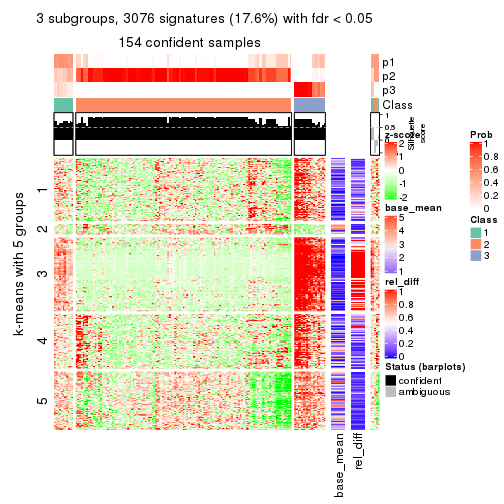 3 subgroups, 3076 signatures (17.6%) with fdr < 0.05
154 confident samples
p1
p2
p3
Class
1
0.5
0
Silhouette
score
k-means with 5 groups
1
2
3
4
5
base_mean
rel_diff
z-score
2
1
0
-1
-2
base_mean
5
4
3
2
1
rel_diff
1
0.8
0.6
0.4
0.2
0
Status (barplots)
confident
ambiguous
Prob
1
0.8
0.6
0.4
0.2
0
Class
1
2
3